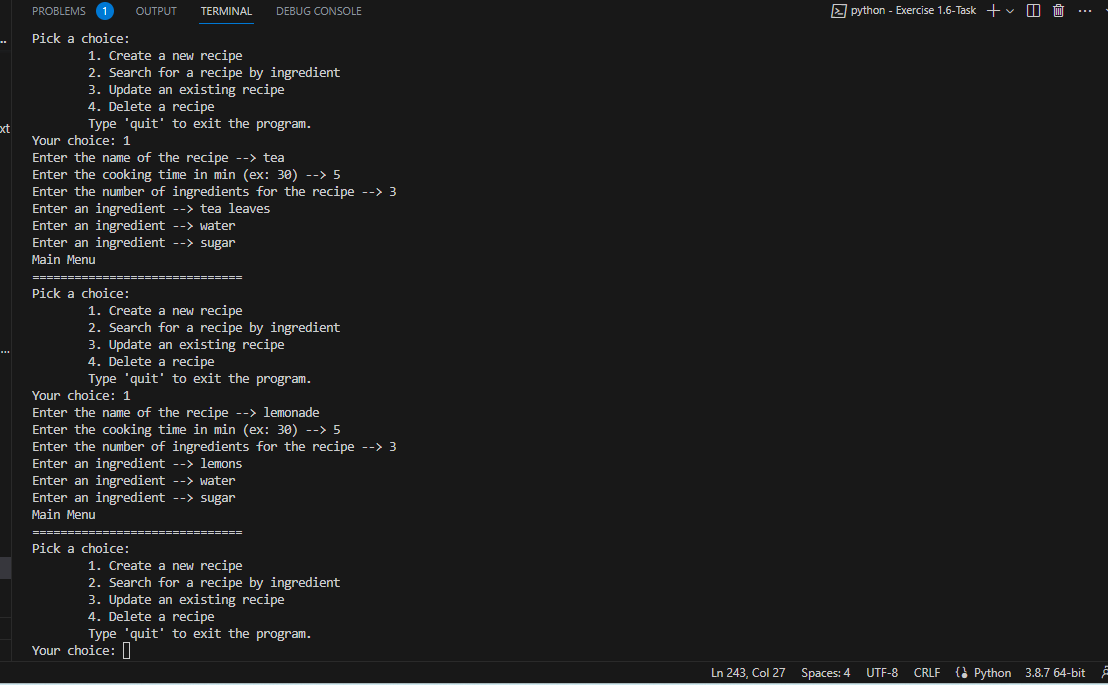 PROBLEMS 1 OUTPUT TERMINAL DEBUG CONSOLE python - Exercise 1.6-Task
Pick a choice:
1. Create a new recipe
2. Search for a recipe by ingredient
3. Update an existing recipe
4. Delete a recipe
Type 'quit' to exit the program.
xt
Your choice: 1
Enter the name of the recipe --> tea
Enter the cooking time in min (ex: 30) --> 5
Enter the number of ingredients for the recipe --> 3
Enter an ingredient --> tea leaves
Enter an ingredient --> water
Enter an ingredient --> sugar
Main Menu
==============================
Pick a choice:
1. Create a new recipe
2. Search for a recipe by ingredient
3. Update an existing recipe
4. Delete a recipe
Type 'quit' to exit the program.
Your choice: 1
Enter the name of the recipe --> lemonade
Enter the cooking time in min (ex: 30) --> 5
Enter the number of ingredients for the recipe --> 3
Enter an ingredient --> lemons
Enter an ingredient --> water
Enter an ingredient --> sugar
Main Menu
==============================
Pick a choice:
1. Create a new recipe
2. Search for a recipe by ingredient
3. Update an existing recipe
4. Delete a recipe
Type 'quit' to exit the program.
Your choice:
Ln 243, Col 27 Spaces: 4 UTF-8 CRLF Python 3.8.7 64-bit